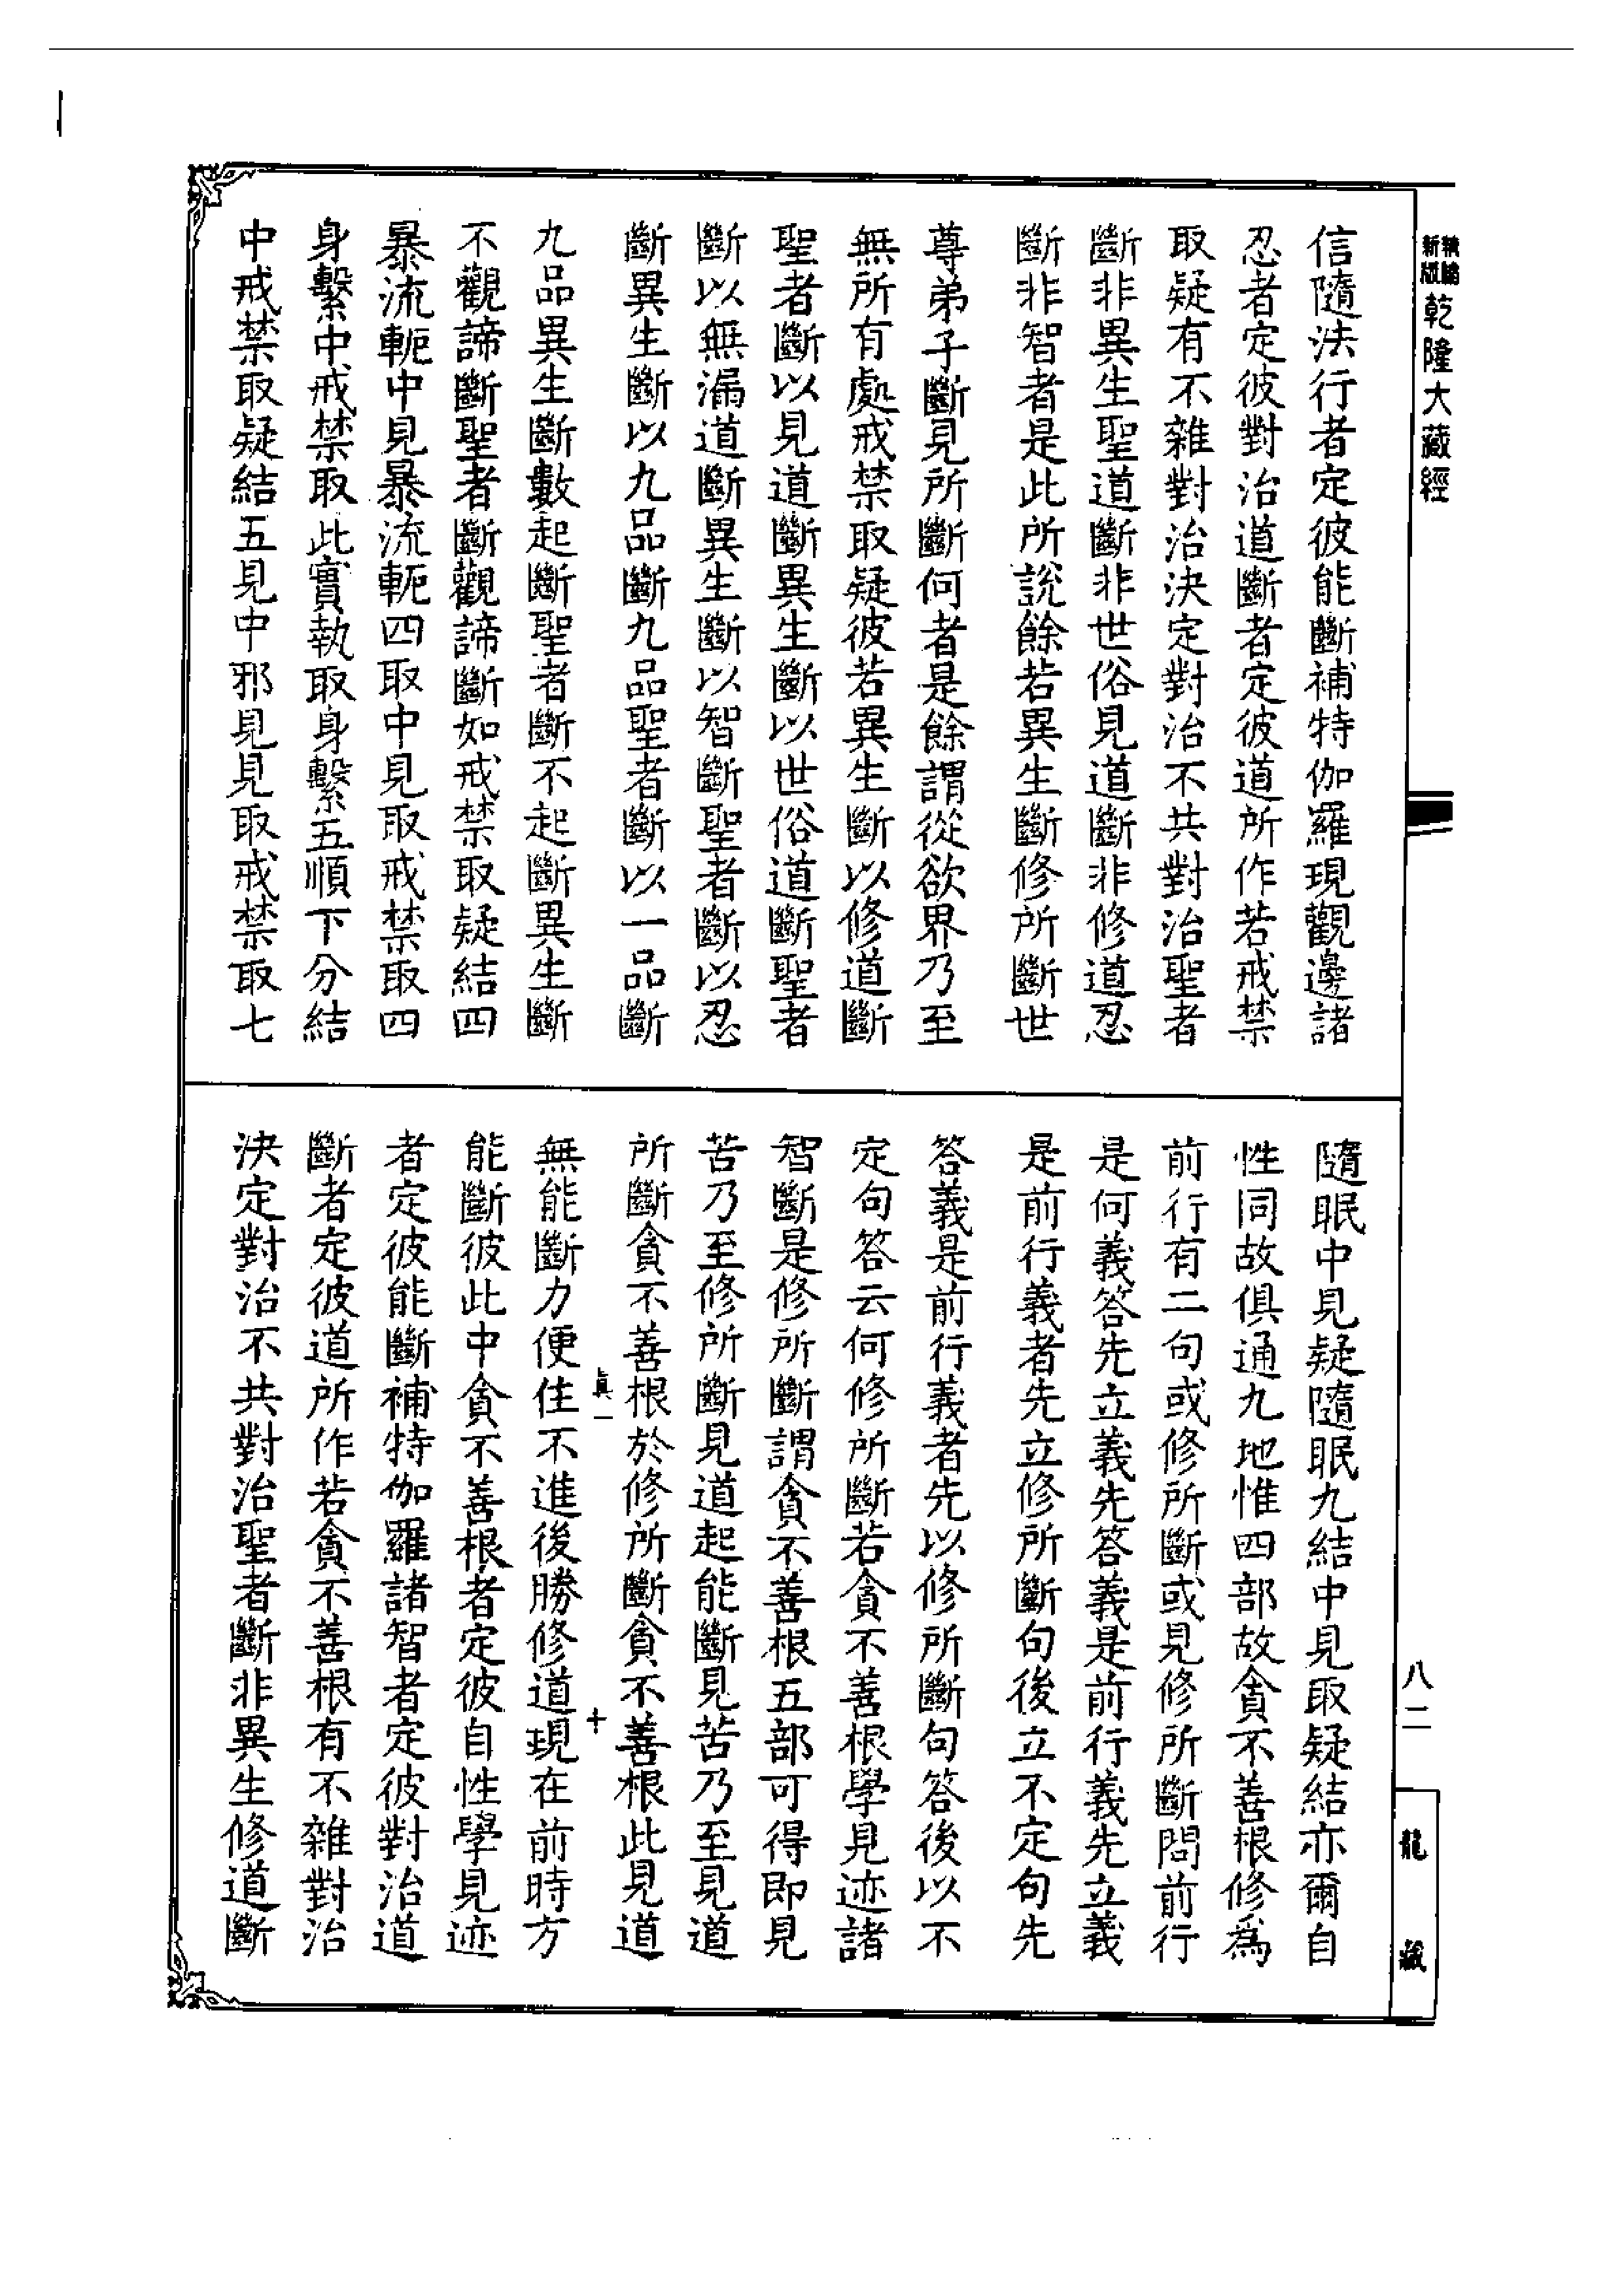 新版
乾隆大藏經
信隨法行者定彼能斷補特伽羅現觀邊諸
忍者定彼對治道斷者定彼道所作若戒禁
取疑有不雜對治決定對治不共對治聖者
斷非異生聖道斷非世俗見道斷非修道忍
斷非智者是此所說餘若異生斷修所斷世
尊弟子斷見所斷何者是餘謂從欲界乃至
無所有處戒禁取疑彼若異生斷以修道斷
聖者斷以見道斷異生斷以世俗道斷聖者
斷以無漏道斷異生斷以智斷聖者斷以忍
斷異生斷以九品斷九品聖者斷以一品斷
九品異生斷數起斷聖者斷不起斷異生斷
不觀諦斷聖者斷觀諦斷如戒禁取疑結四
暴流軛中見暴流軛四取中見取戒禁取四
身繫中戒禁取此實執取身繫五順下分結
中戒禁取疑結五見中邪見見取戒禁取七
隨眠中見疑隨眠九結中見取疑結亦爾自
性同故俱通九地惟四部故貪不善根修為
前行有二句或修所斷或見修所斷問前行
是何義答先立義先答義是前行義先立義
是前行義者先立修所斷句後立不定句先
答義是前行義者先以修所斷句答後以不
定句答云何修所斷若貪不善根學見迹諸
智斷是修所斷謂貪不善根五部可得即見
苦乃至修所斷見道起能斷見苦乃至見道
所斷貪不善根於修所斷貪不善根此見道
無能斷力便住不進後勝修道現在前時方
能斷彼此中貪不善根者定彼自性學見迹
者定彼能斷補特伽羅諸智者定彼對治道
斷者定彼道所作若貪不善根有不雜對治
決定對治不共對治聖者斷非異生修道斷
真一
十
八二
龍藏